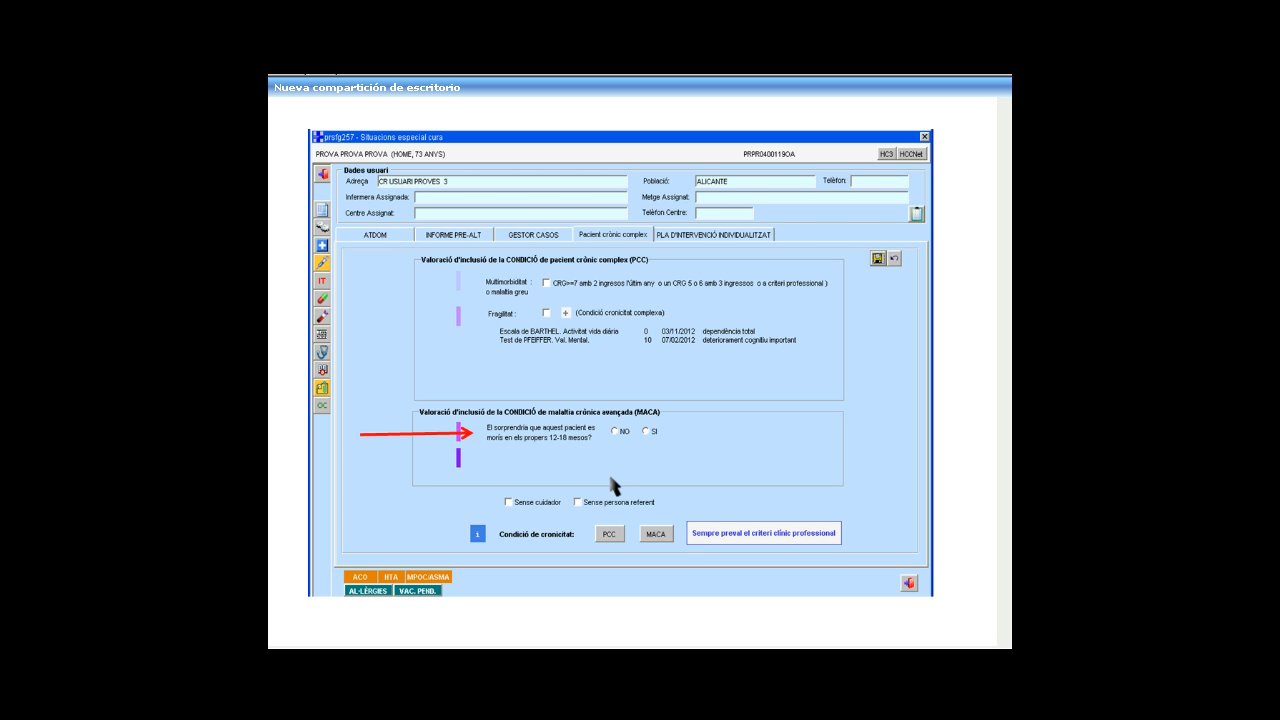 Nueva compartición de escritorio
prsfg257 - Situacions especial cura
PROVA PROVA PROVA (HOME, 73 ANYS) PRPR0400119OA HC3 HCCNet
Dades usuari
Adreça CR USUARI PROVES 3 Població: ALICANTE Telèfon:
Infermera Assignada: Metge Assignat:
Centre Assignat: Telèfon Centre:
ATDOM INFORME PRE-ALT GESTOR CASOS Pacient crònic complex PLA D'INTERVENCIÓ INDIVIDUALITZAT
Valoració d'inclusió de la CONDICIÓ de pacient crònic complex (PCC)
Multimorbiditat : CRG>=7 amb 2 ingresos l'últim any o un CRG 5 o 6 amb 3 ingressos o a criteri professional )
o malaltia greu
Fragilitat : + (Condició cronicitat complexa)
Escala de BARTHEL. Activitat vida diària 0 03/11/2012 dependència total
Test de PFEIFFER. Val. Mental. 10 07/02/2012 deteriorament cognitiu important
IT
Valoració d'inclusió de la CONDICIÓ de malaltia crónica avançada (MACA)
El sorprendria que aquest pacient es
morís en els propers 12-18 mesos? NO SI
Sense cuidador Sense persona referent
1 Condició de cronicitat: PCC MACA Sempre preval el criteri clínic professional
ACO HTA MPOC/ASMA
AL·LÈRGIES VAC. PEND.